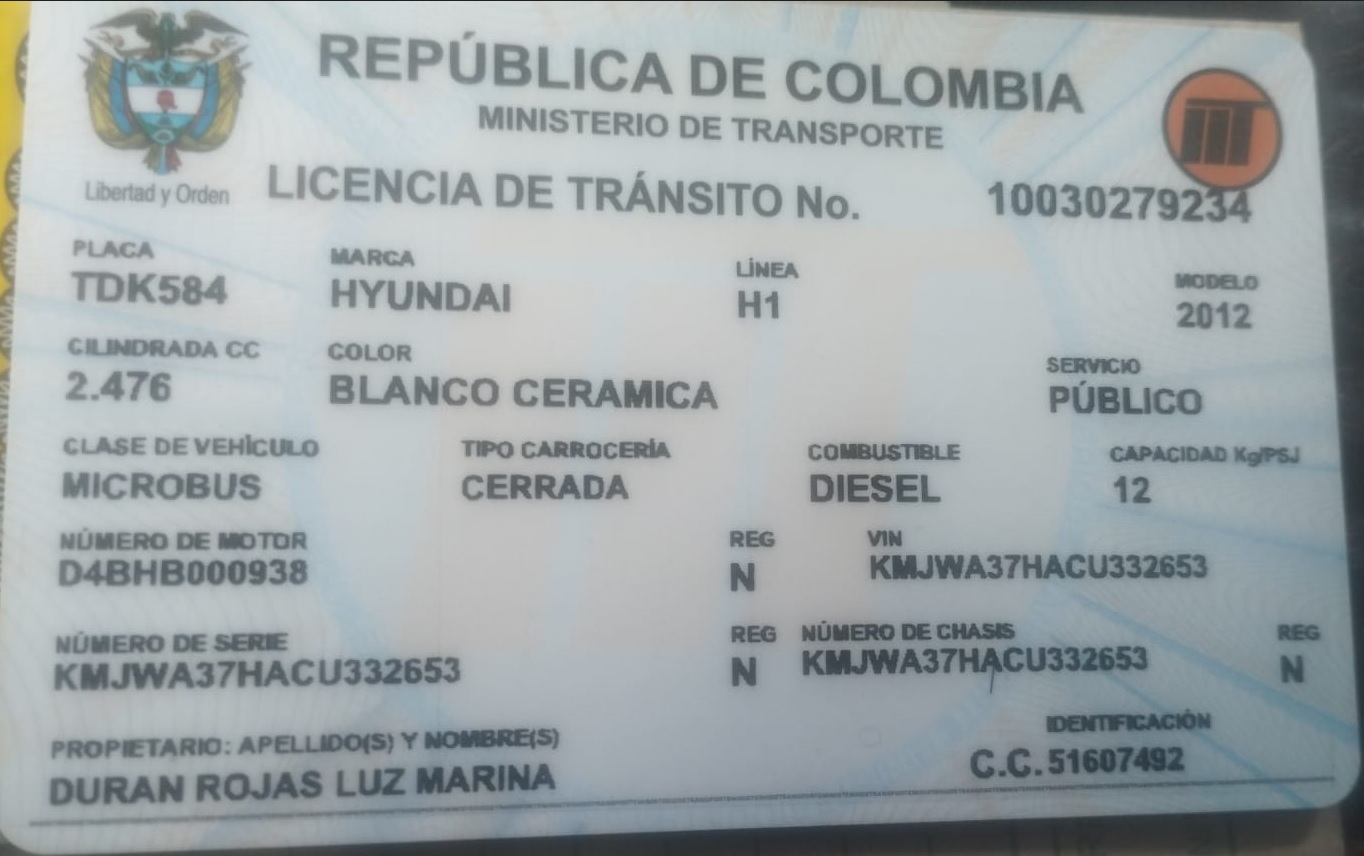 REPÚBLICA DE COLOMBIA
MINISTERIO DE TRANSPORTE
Libertad y Orden
LICENCIA DE TRÁNSITO No. 10030279234
PLACA MARCA LÍNEA MODELO
TDK584 HYUNDAI H1 2012
CILINDRADA CC COLOR SERVICIO
2.476 BLANCO CERAMICA PÚBLICO
CLASE DE VEHÍCULO TIPO CARROCERÍA COMBUSTIBLE CAPACIDAD Kg/PSJ
MICROBUS CERRADA DIESEL 12
NÚMERO DE MOTOR REG VIN
D4BHB000938 N KMJWA37HACU332653
NÚMERO DE SERIE REG NÚMERO DE CHASIS REG
KMJWA37HACU332653 N KMJWA37HACU332653 N
PROPIETARIO: APELLIDO(S) Y NOMBRE(S) IDENTIFICACIÓN
DURAN ROJAS LUZ MARINA C.C. 51607492